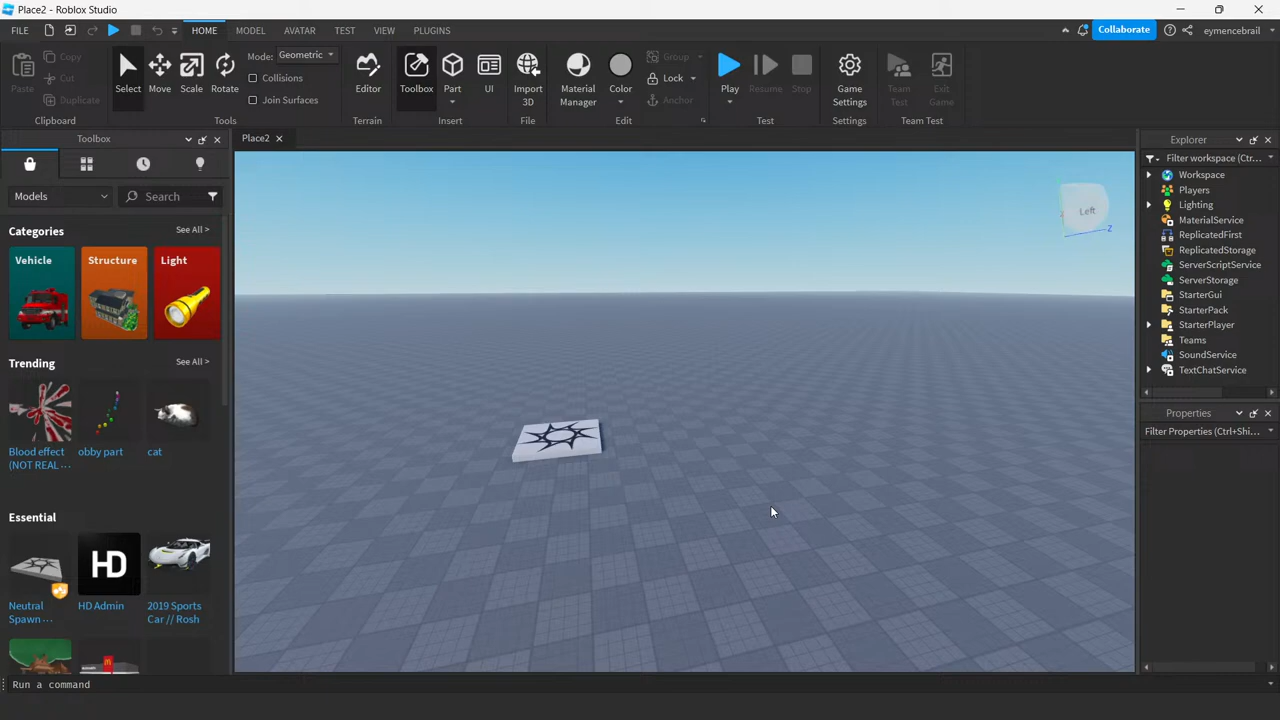 Place2 - Roblox Studio
FILE HOME MODEL AVATAR TEST VIEW PLUGINS Collaborate eymencebrail
Paste Copy Cut Duplicate Clipboard
Select Move Scale Rotate Mode: Geometric Collisions Join Surfaces Tools
Editor Terrain
Toolbox Part UI Insert
Import 3D File
Material Manager Color Group Lock Anchor Edit
Play Resume Stop Test
Game Settings Settings
Team Test Exit Game Team Test
Toolbox
Place2
Explorer
Models Search
Filter workspace (Ctr...
Categories See All >
Vehicle Structure Light
Trending See All >
Blood effect (NOT REAL ... obby part cat
Essential
HD
Neutral Spawn ... HD Admin 2019 Sports Car // Rosh
Left
Z
Workspace
Players
Lighting
MaterialService
ReplicatedFirst
ReplicatedStorage
ServerScriptService
ServerStorage
StarterGui
StarterPack
StarterPlayer
Teams
SoundService
TextChatService
Properties
Filter Properties (Ctrl+Shi...
Run a command